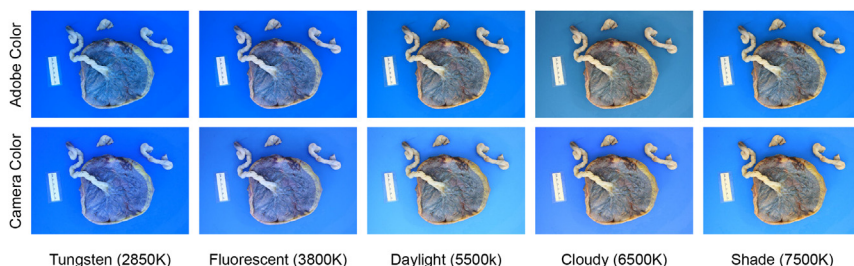 Adobe Color
Camera Color
Tungsten (2850K)
Fluorescent (3800K)
Daylight (5500k)
Cloudy (6500K)
Shade (7500K)